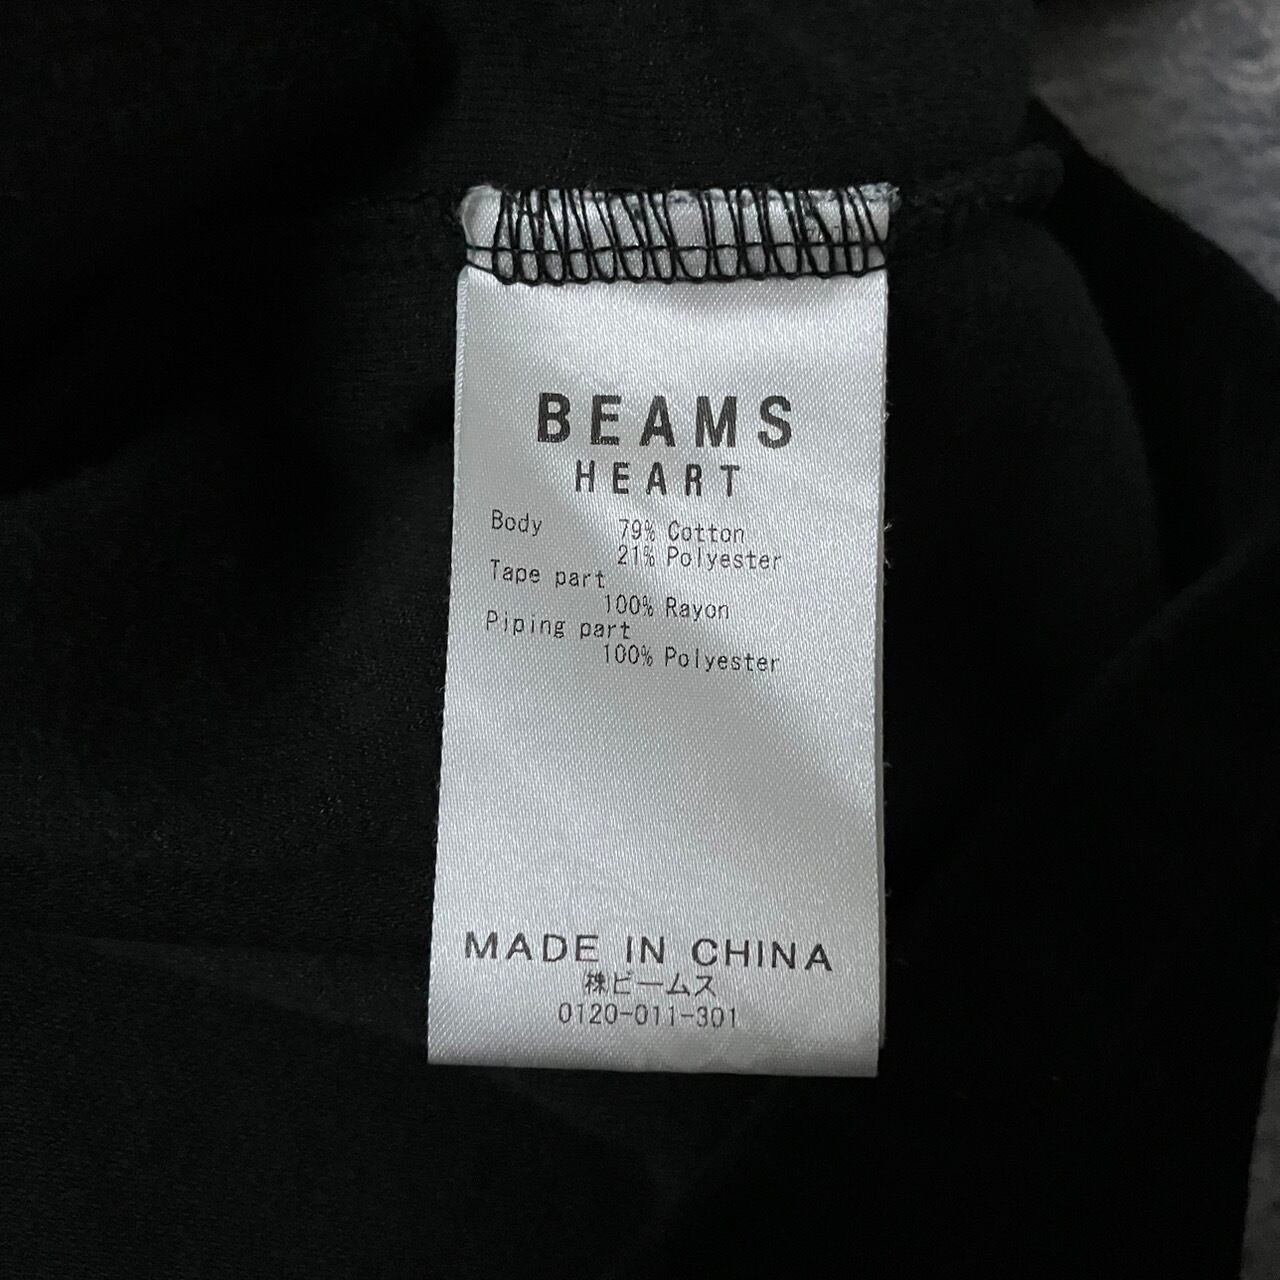 BEAMS
HEART
Body 79% Cotton
21% Polyester
Tape part
100% Rayon
Piping part
100% Polyester
MADE IN CHINA
㈱ビームス
0120-011-301